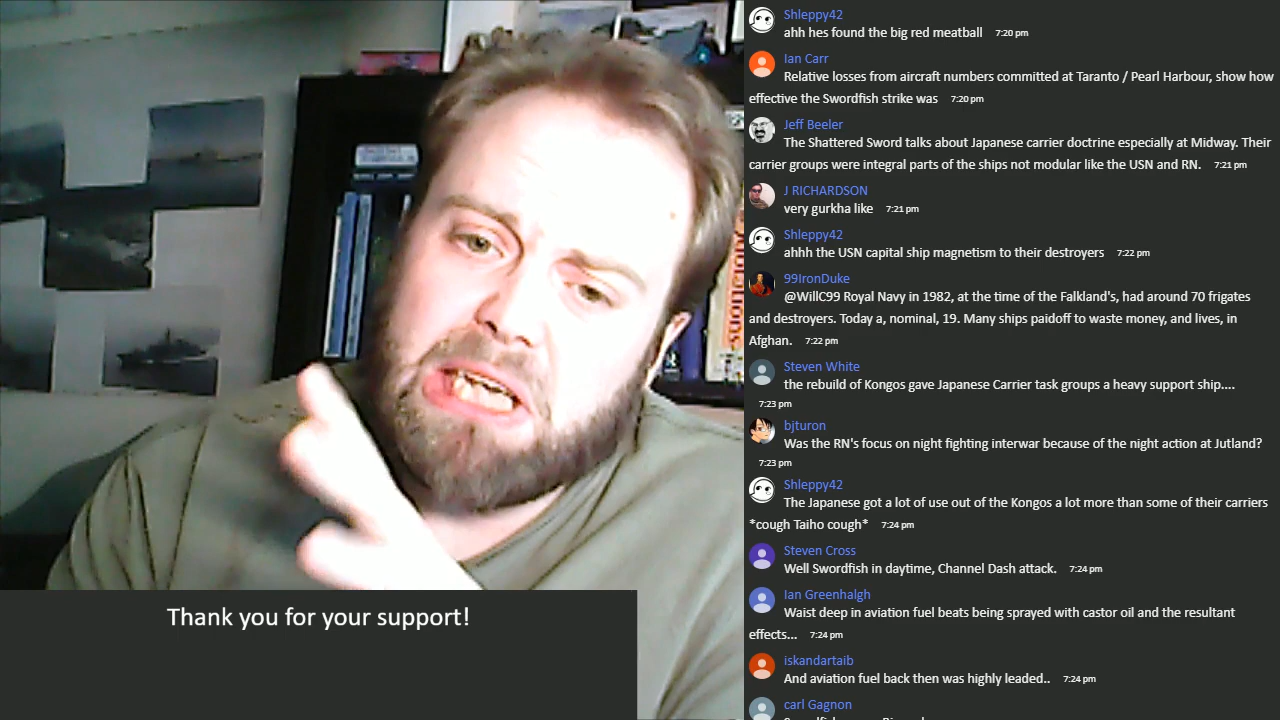 Shleppy42
ahh hes found the big red meatball 7:20 pm
Ian Carr
Relative losses from aircraft numbers committed at Taranto / Pearl Harbour, show how
effective the Swordfish strike was 7:20 pm
Jeff Beeler
The Shattered Sword talks about Japanese carrier doctrine especially at Midway. Their
carrier groups were integral parts of the ships not modular like the USN and RN. 7:21 pm
J RICHARDSON
very gurkha like 7:21 pm
Shleppy42
ahhh the USN capital ship magnetism to their destroyers 7:22 pm
99IronDuke
@WillC99 Royal Navy in 1982, at the time of the Falkland's, had around 70 frigates
and destroyers. Today a, nominal, 19. Many ships paidoff to waste money, and lives, in
Afghan. 7:22 pm
Steven White
the rebuild of Kongos gave Japanese Carrier task groups a heavy support ship....
7:23 pm
bjturon
Was the RN's focus on night fighting interwar because of the night action at Jutland?
7:23 pm
Shleppy42
The Japanese got a lot of use out of the Kongos a lot more than some of their carriers
*cough Taiho cough* 7:24 pm
Steven Cross
Well Swordfish in daytime, Channel Dash attack. 7:24 pm
Ian Greenhalgh
Waist deep in aviation fuel beats being sprayed with castor oil and the resultant
effects... 7:24 pm
iskandartaib
And aviation fuel back then was highly leaded.. 7:24 pm
carl Gagnon
Thank you for your support!